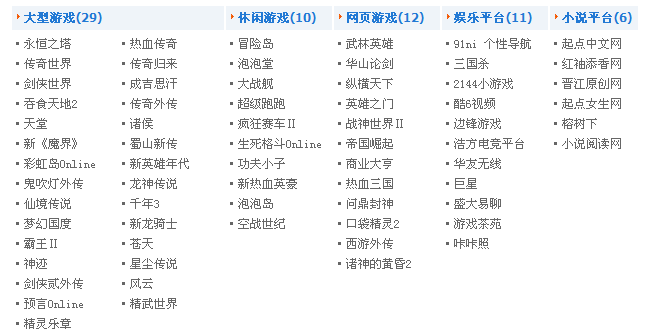 大型游戏(29)
永恒之塔
传奇世界
剑侠世界
吞食天地2
天堂
新《魔界》
彩虹岛Online
鬼吹灯外传
仙境传说
梦幻国度
霸王Ⅱ
神迹
剑侠贰外传
预言Online
精灵乐章
热血传奇
传奇归来
成吉思汗
传奇外传
诸侯
蜀山新传
新英雄年代
龙神传说
千年3
新龙骑士
苍天
星尘传说
风云
精武世界
休闲游戏(10)
冒险岛
泡泡堂
大战舰
超级跑跑
疯狂赛车Ⅱ
生死格斗Online
功夫小子
新热血英豪
泡泡岛
空战世纪
网页游戏(12)
武林英雄
华山论剑
纵横天下
英雄之门
战神世界Ⅱ
帝国崛起
商业大亨
热血三国
问鼎封神
口袋精灵2
西游外传
诸神的黄昏2
娱乐平台(11)
91ni 个性导航
三国杀
2144小游戏
酷6视频
边锋游戏
浩方电竞平台
华友无线
巨星
盛大易聊
游戏茶苑
咔咔照
小说平台(6)
起点中文网
红袖添香网
晋江原创网
起点女生网
榕树下
小说阅读网